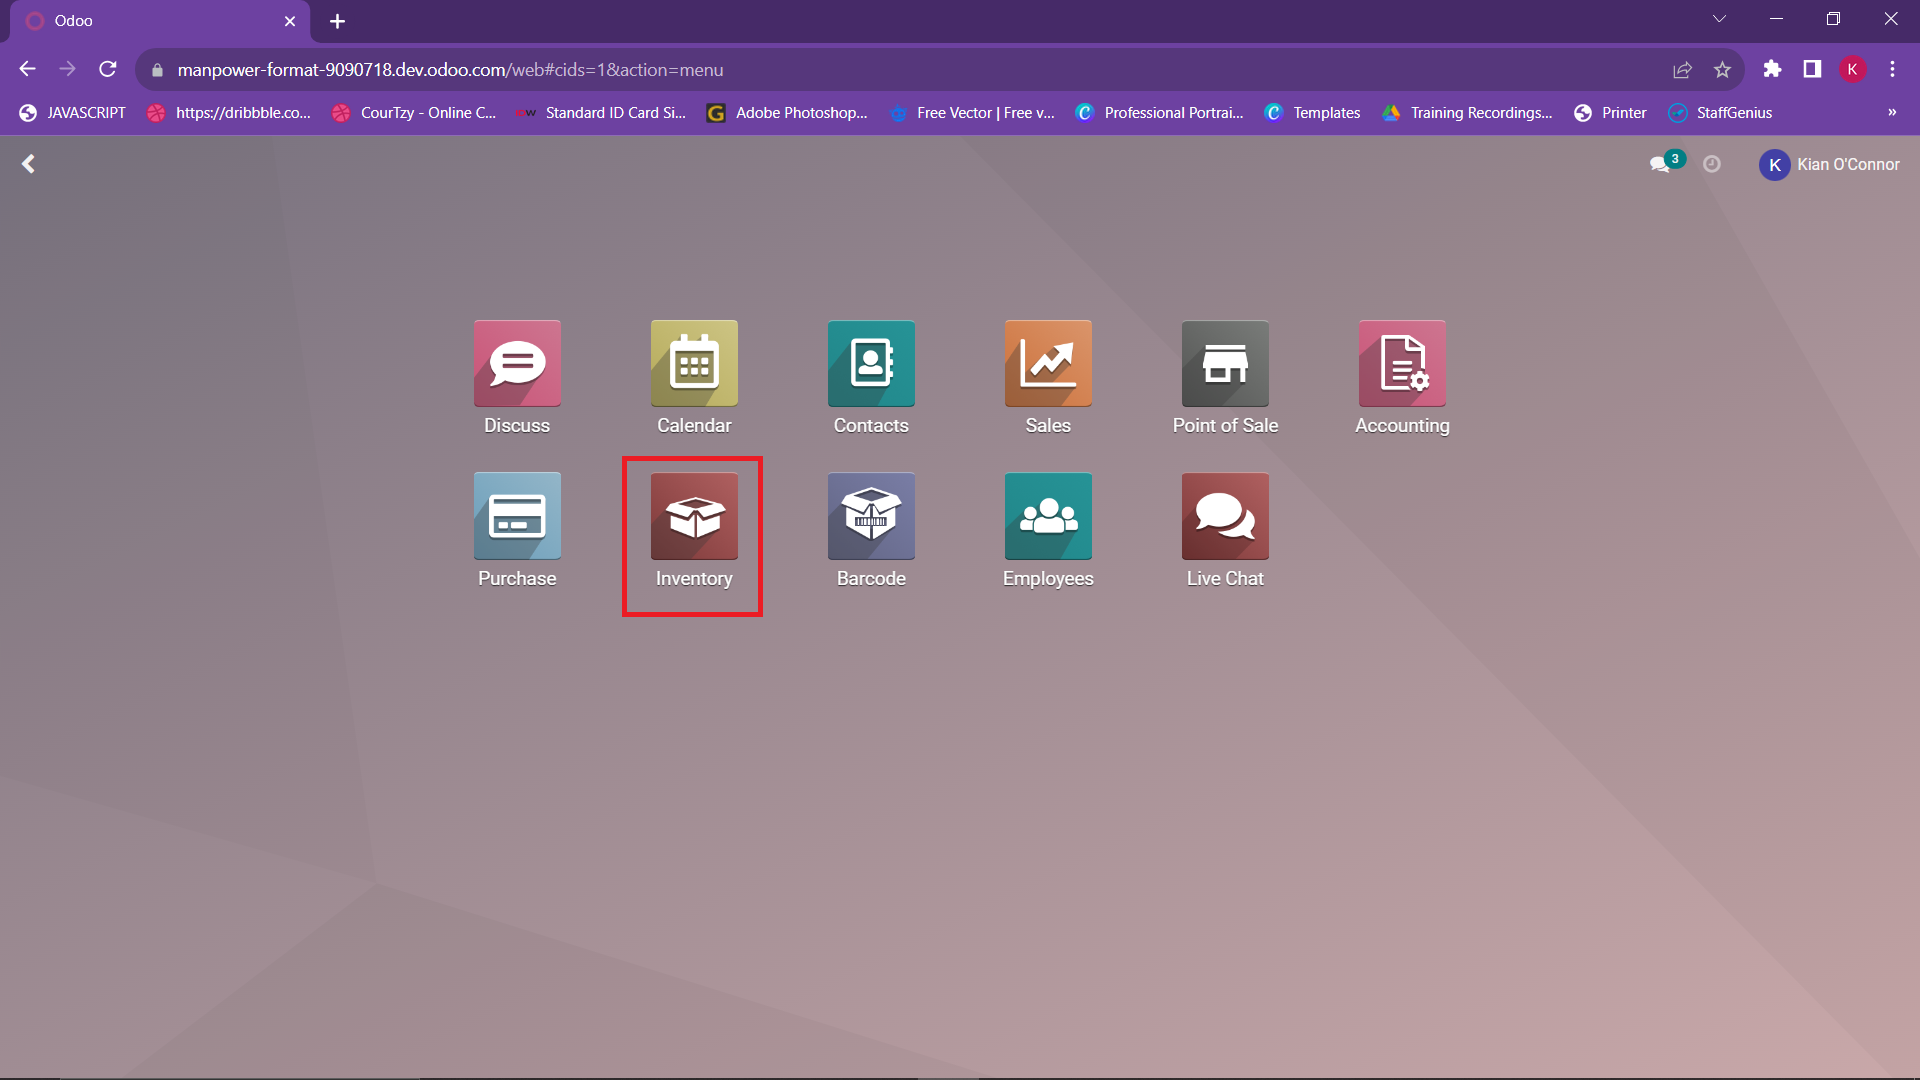 Odoo
manpower-format-9090718.dev.odoo.com/web#cids=1&action=menu
K
JAVASCRIPT https://dribbble.co... CourTzy - Online C... Standard ID Card Si... Adobe Photoshop... Free Vector | Free v... Professional Portrai... Templates Training Recordings... Printer StaffGenius »
3 K Kian O'Connor
Discuss Calendar Contacts Sales Point of Sale Accounting
Purchase Inventory Barcode Employees Live Chat